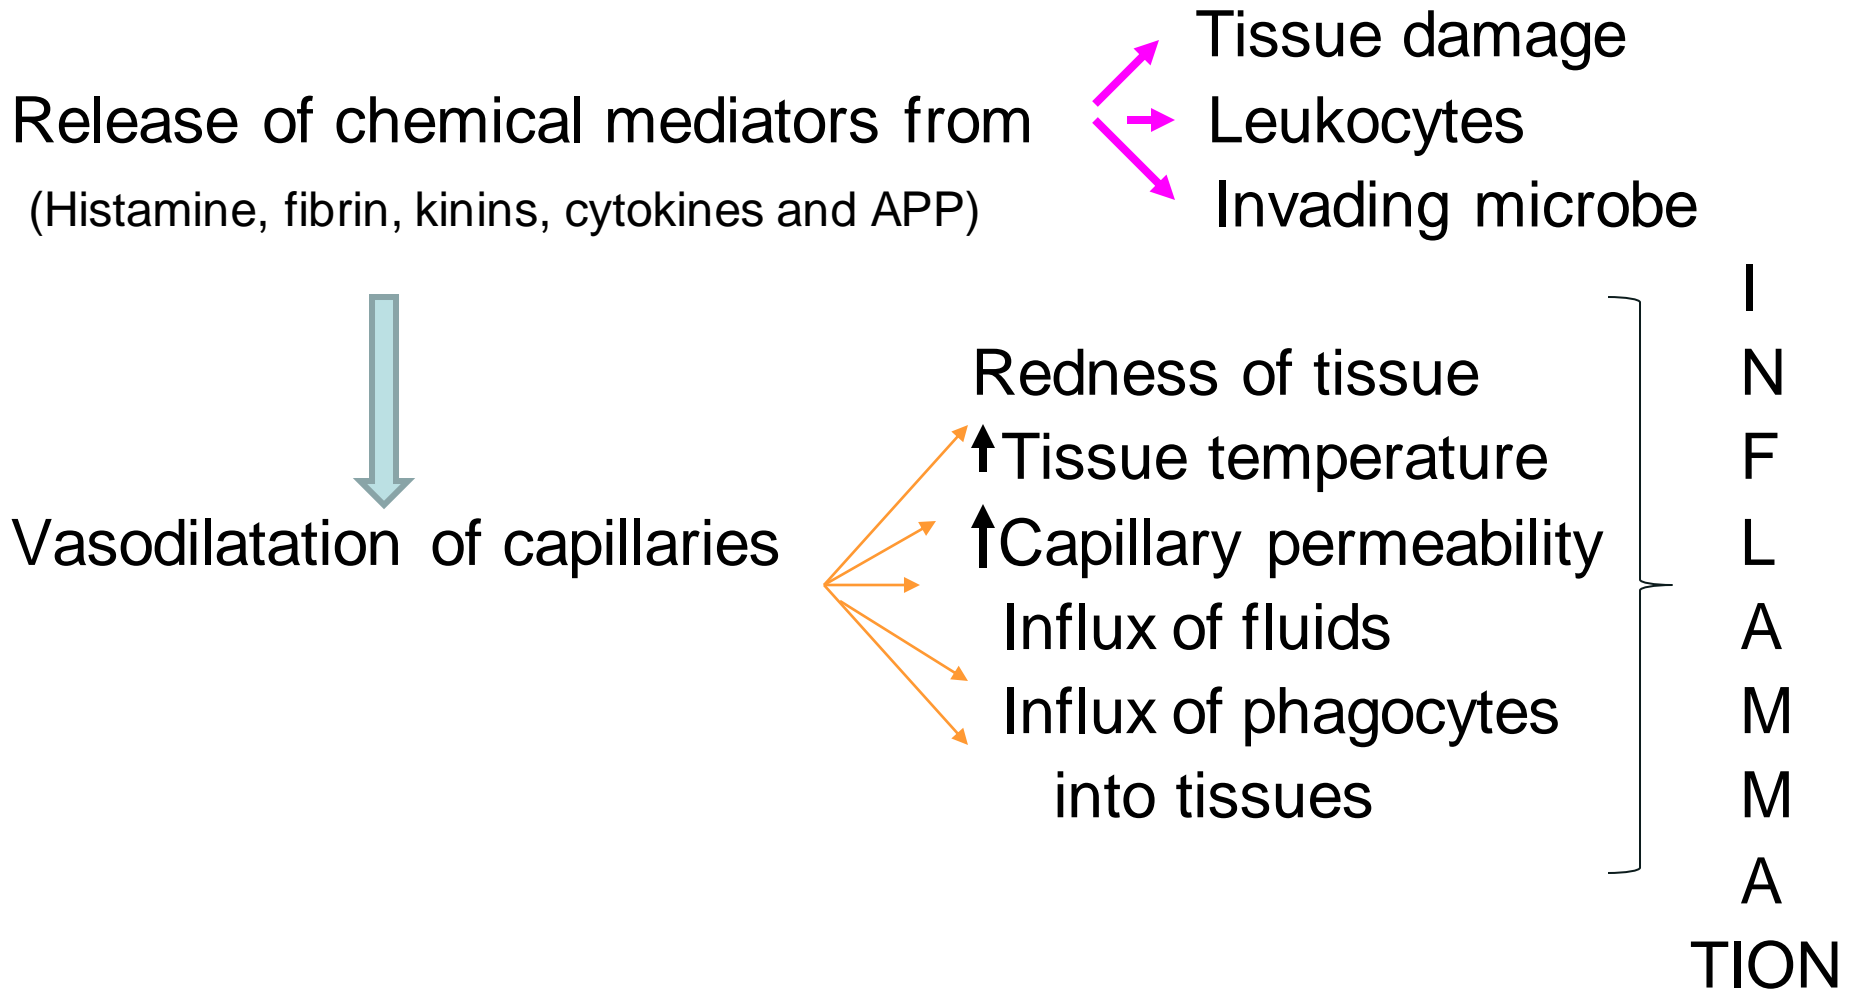 Tissue damage
Release of chemical mediators from
Leukocytes
(Histamine, fibrin, kinins, cytokines and APP)
Invading microbe
Redness of tissue
Tissue temperature
Vasodilatation of capillaries
Capillary permeability
Influx of fluids
Influx of phagocytes
into tissues
I
N
F
L
A
M
M
A
TION